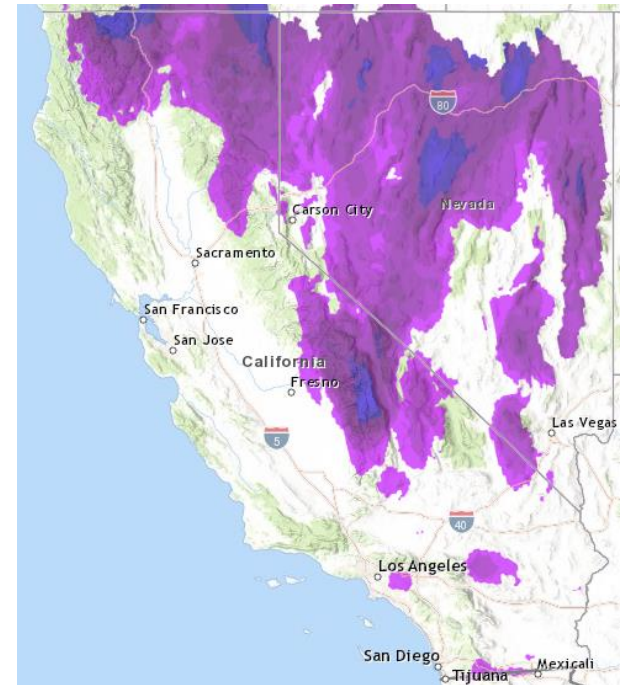 80
Nevada
Carson City
Sacramento
San Francisco
San Jose
California
Fresno
5
Las Vegas
40
Los Angeles
San Diego
Tijuana
Mexicali